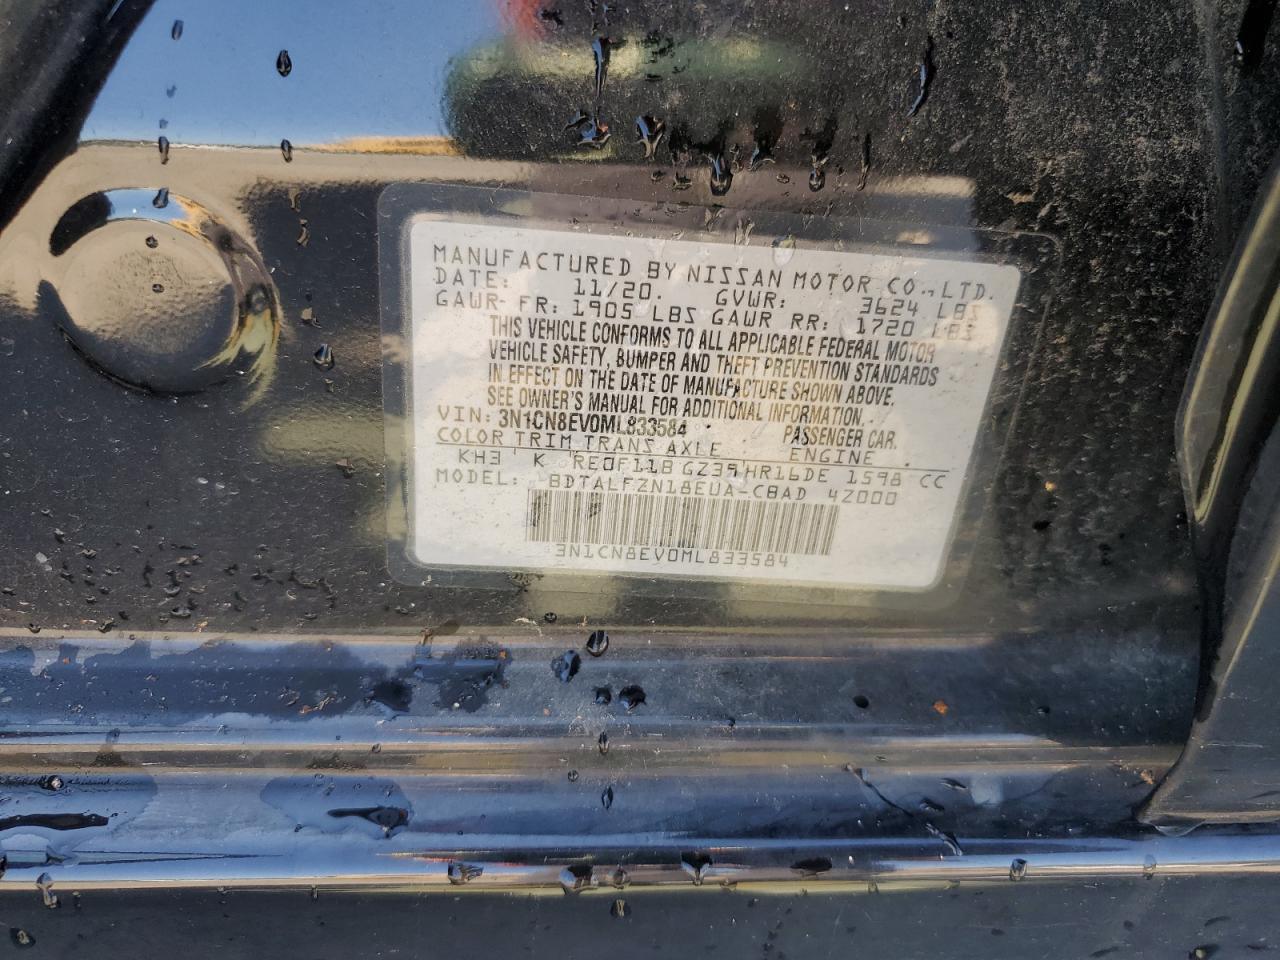 MANUFACTURED BY NISSAN MOTOR CO.,LTD.
DATE: 11/20. GVWR: 3624 LBS
GAWR FR: 1905 LBS GAWR RR: 1720 LBS
THIS VEHICLE CONFORMS TO ALL APPLICABLE FEDERAL MOTOR
VEHICLE SAFETY, BUMPER AND THEFT PREVENTION STANDARDS
IN EFFECT ON THE DATE OF MANUFACTURE SHOWN ABOVE.
SEE OWNER'S MANUAL FOR ADDITIONAL INFORMATION.
VIN: 3N1CN8EV0ML833584 PASSENGER CAR.
COLOR TRIM TRANS AXLE ENGINE
KH3 K RE0F11B GZ39 HR16DE 1598 CC
MODEL: BDTALFZN18EUA-CBAD 4Z000
3N1CN8EV0ML833584